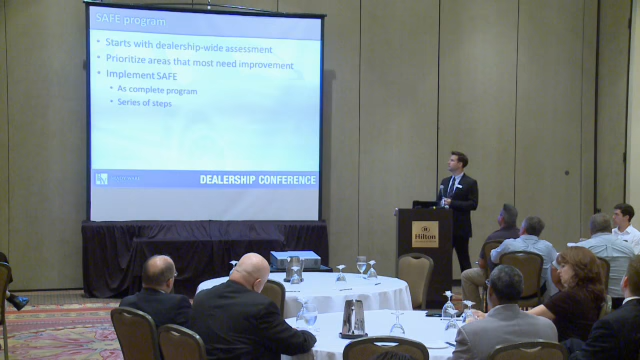 SAFE program
• Starts with dealership-wide assessment
• Prioritize areas that most need improvement
• Implement SAFE
• As complete program
• Series of steps
DEALERSHIP CONFERENCE
Hilton